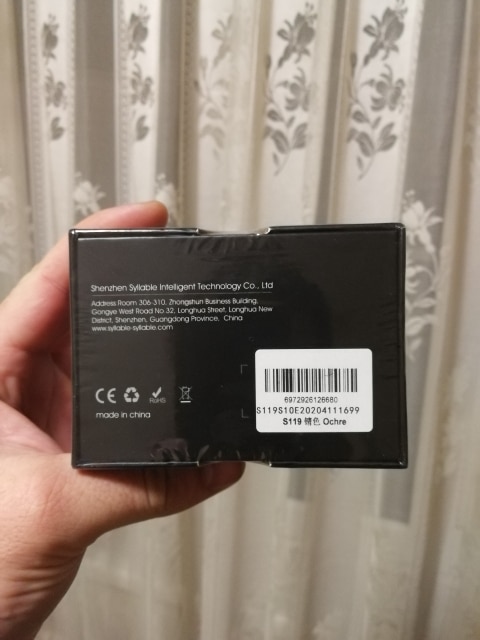 Shenzhen Syllable Intelligent Technology Co., Ltd
Address Room 306-310, Zhongshun Business Building,
Gongye West Road No.32, Longhua Street, Longhua New
District, Shenzhen, Guangdong Province, China
www.syllable-syllable.com
CE
RoHS
made in china
6972926126680
S119S10E20204111699
S119 锖色 Ochre